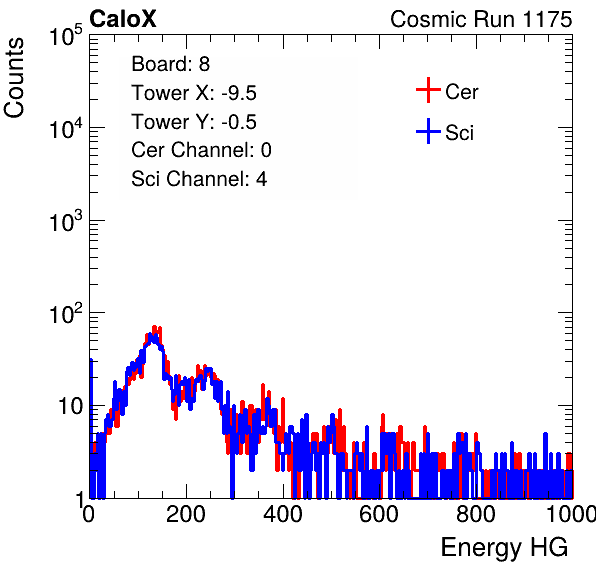 CaloX Cosmic Run 1175
Counts
Board: 8
Tower X: -9.5
Tower Y: -0.5
Cer Channel: 0
Sci Channel: 4
Cer
Sci
10^5
10^4
10^3
10^2
10
1
0 200 400 600 800 1000
Energy HG